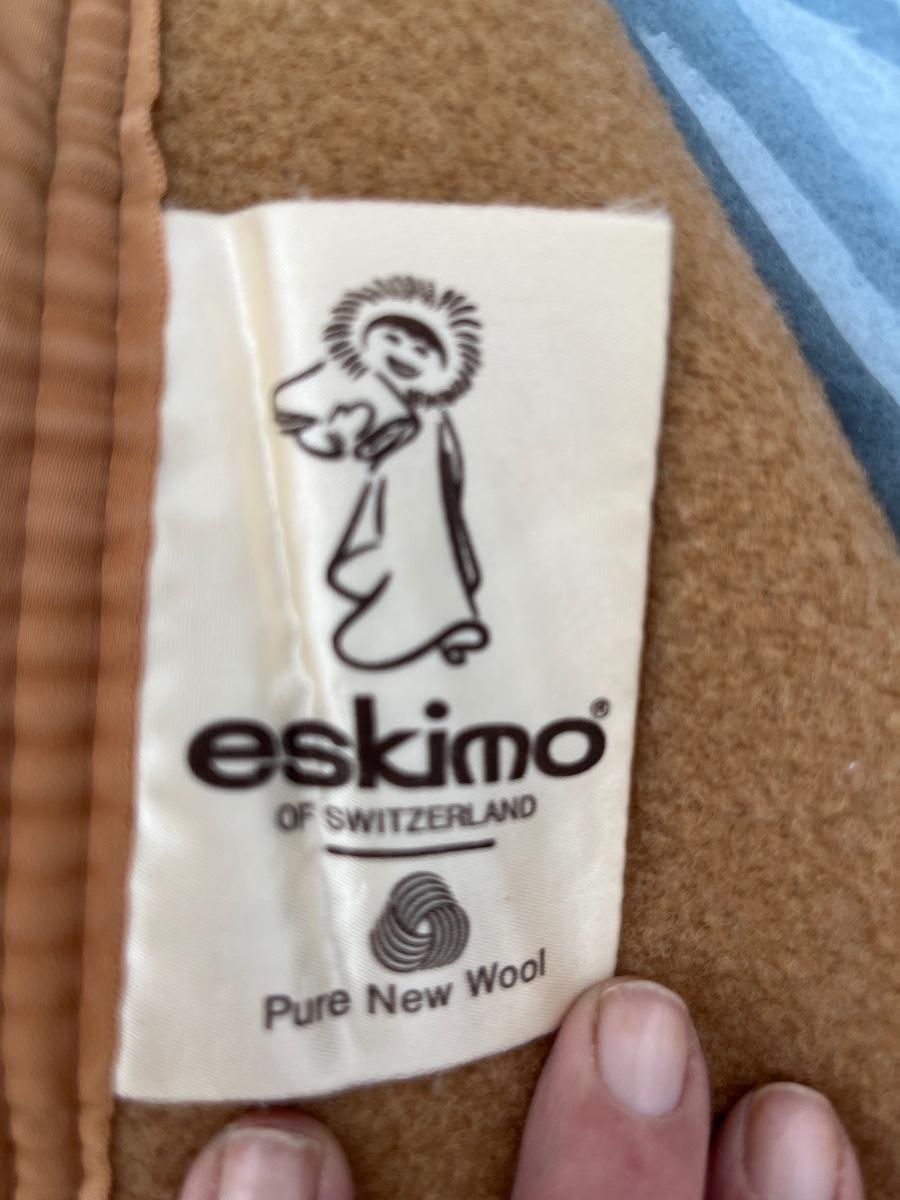 eskimo®
OF SWITZERLAND
Pure New Wool